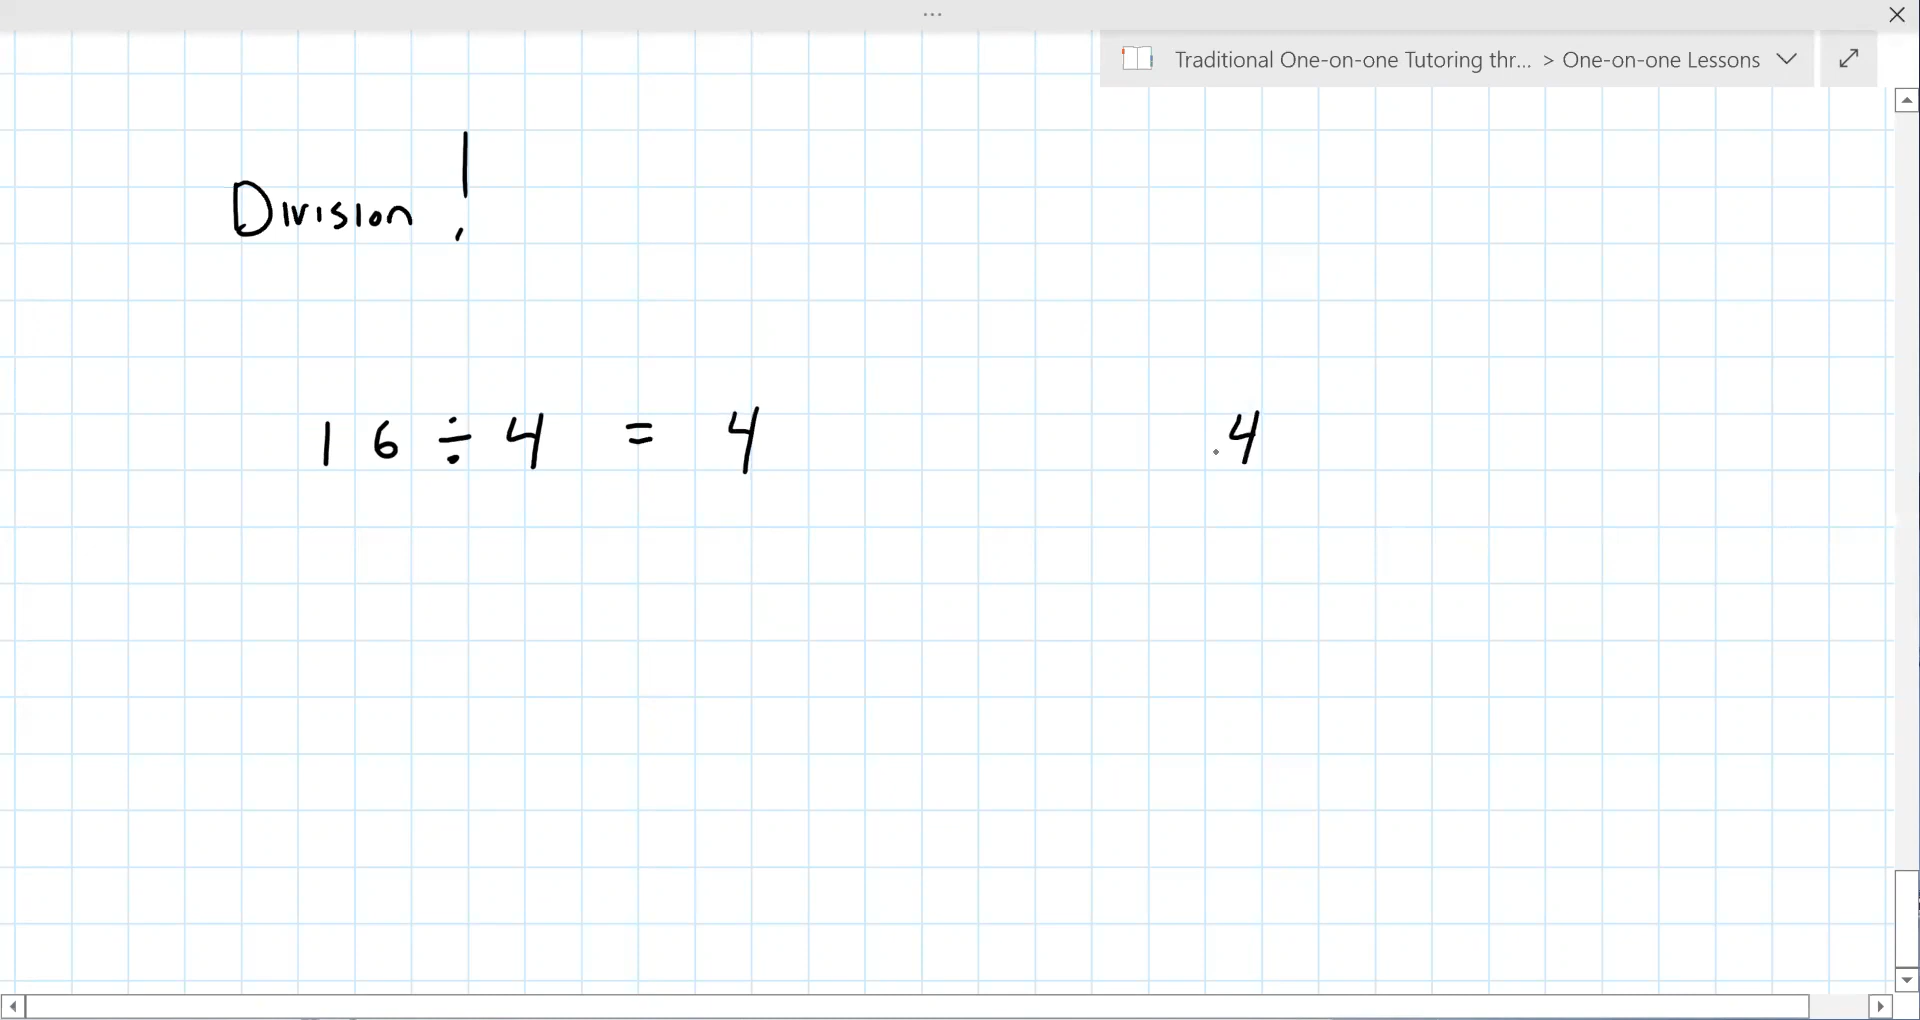 Traditional One-on-one Tutoring thr... > One-on-one Lessons
Division!
16 ÷ 4 = 4 4